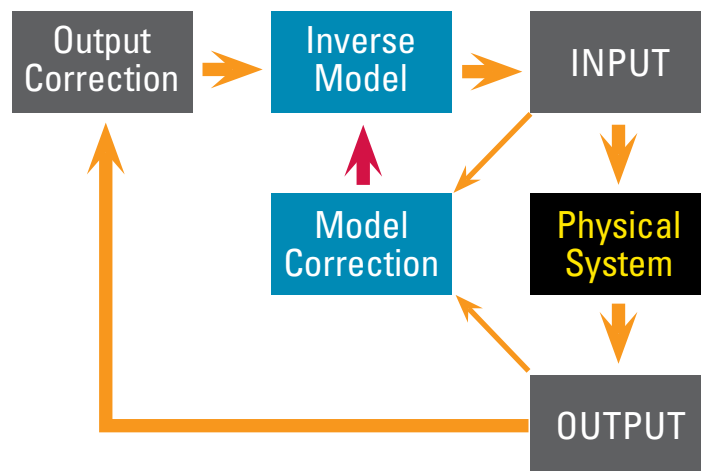 Output
Correction
Inverse
Model
INPUT
Model
Correction
Physical
System
OUTPUT